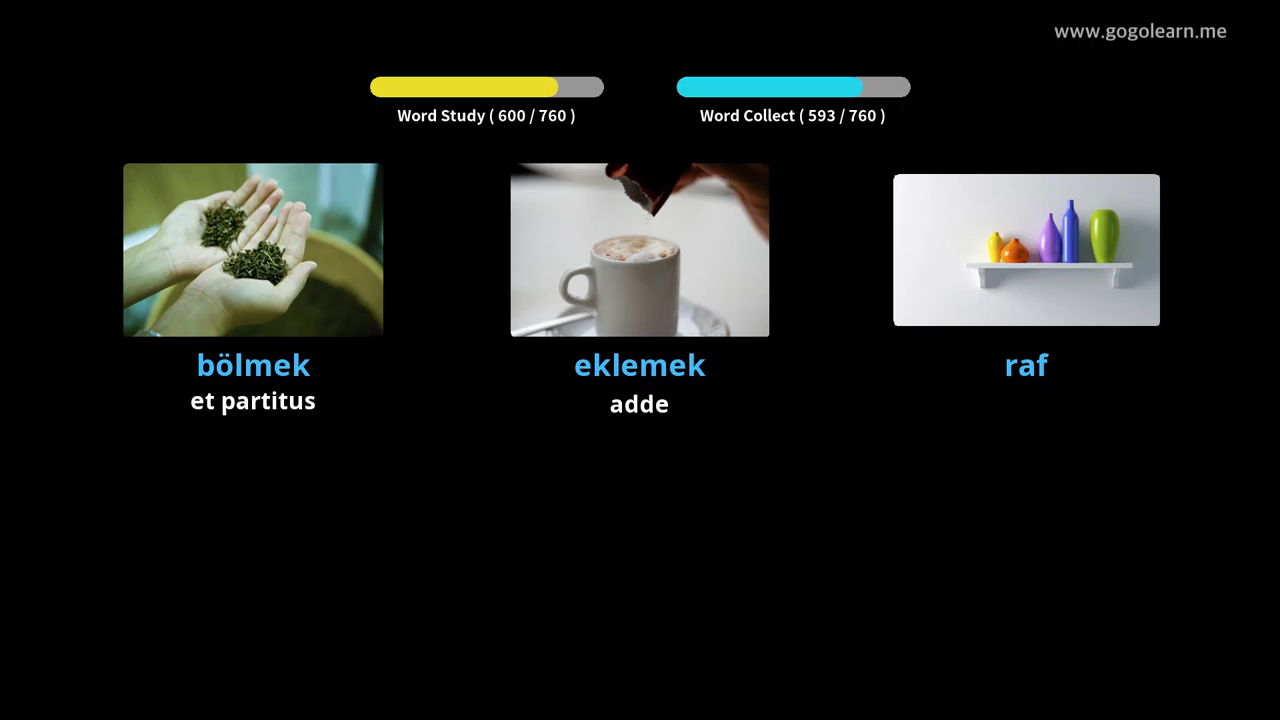 www.gogolearn.me
Word Study ( 600 / 760 )
Word Collect ( 593 / 760 )
bölmek
et partitus
eklemek
adde
raf